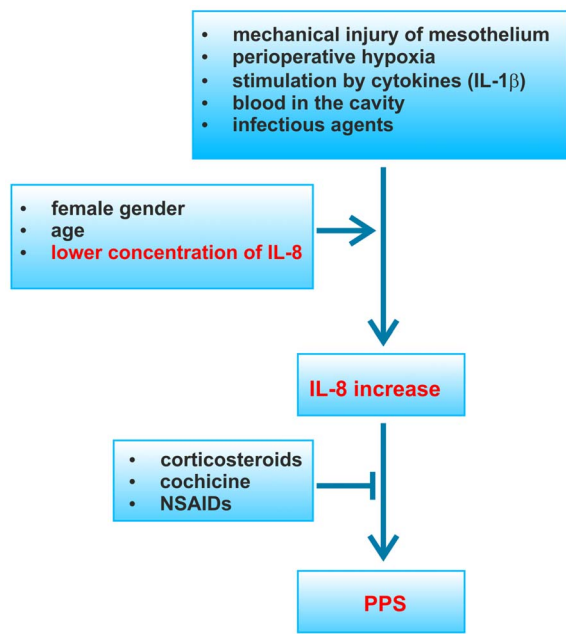 • mechanical injury of mesothelium
• perioperative hypoxia
• stimulation by cytokines (IL-1β)
• blood in the cavity
• infectious agents
• female gender
• age
• lower concentration of IL-8
IL-8 increase
• corticosteroids
• cochicine
• NSAIDs
PPS